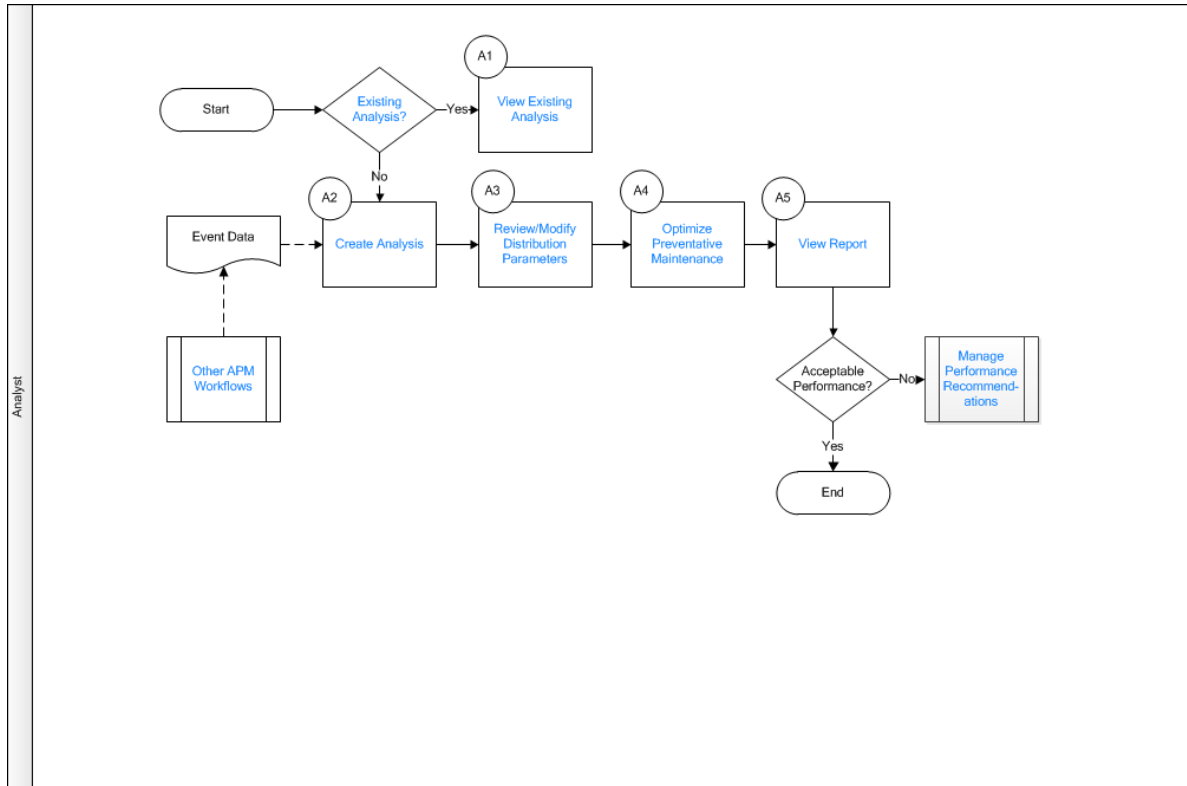 A1
Start
Existing
Analysis?
Yes
View Existing
Analysis
No
A2
A3
A4
A5
Event Data
Create Analysis
Review/Modify
Distribution
Parameters
Optimize
Preventative
Maintenance
View Report
Analyst
Other APM
Workflows
Acceptable
Performance?
No
Manage
Performance
Recommend-
ations
Yes
End